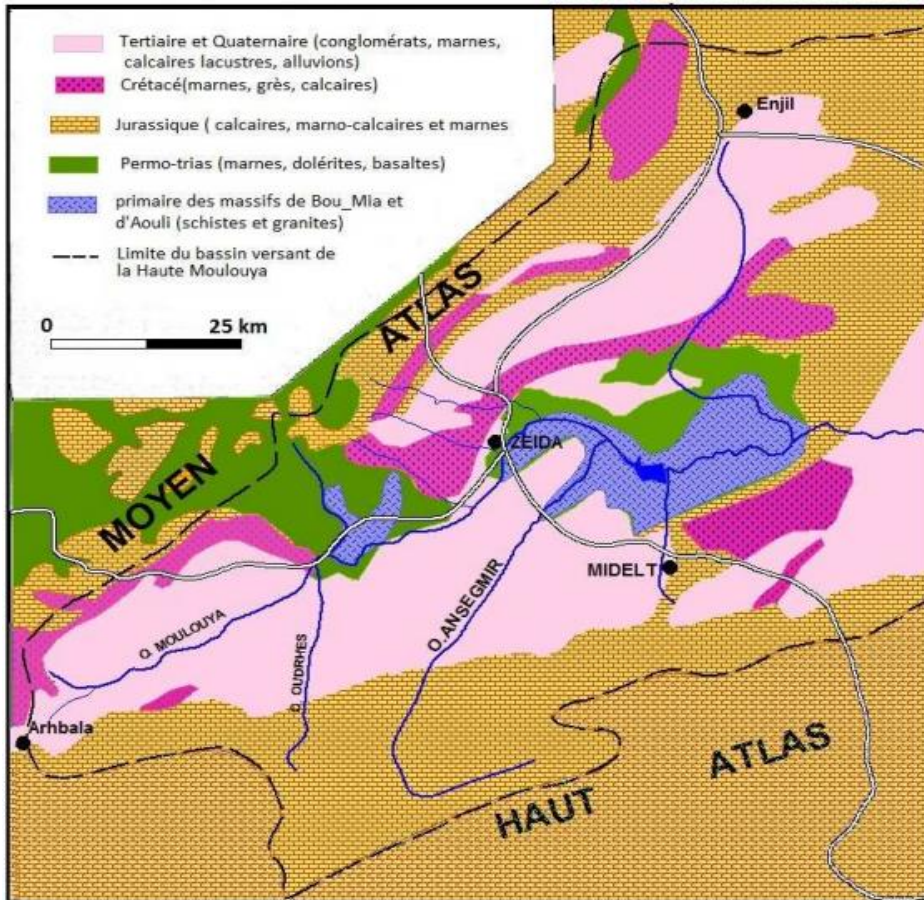 Tertiaire et Quaternaire (conglomérats, marnes,
calcaires lacustres, alluvions)
Crétacé(marnes, grès, calcaires)
Jurassique ( calcaires, marno-calcaires et marnes
Permo-trias (marnes, dolérites, basaltes)
primaire des massifs de Bou_Mia et
d'Aouli (schistes et granites)
Limite du bassin versant de
la Haute Moulouya
0 25 km
Enjil
MOYEN ATLAS
ZEIDA
MIDELT
O. MOULOUYA
O. OUDRHES
O. ANSEGMIR
Arhbala
HAUT ATLAS